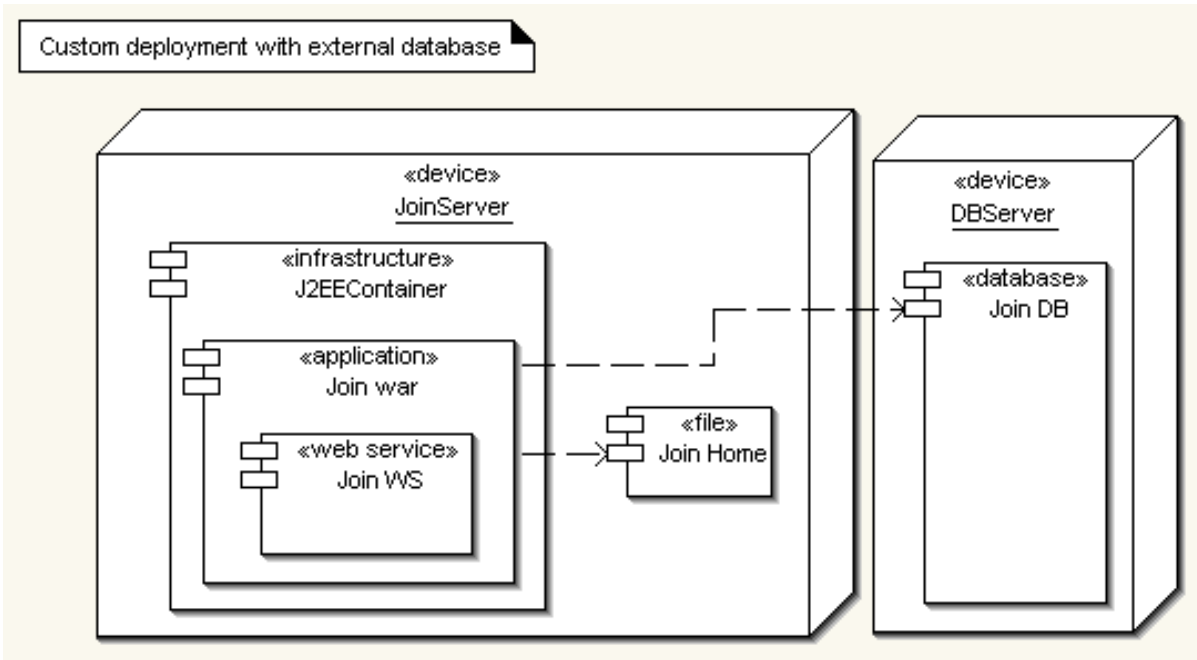 Custom deployment with external database
«device»
JoinServer
«infrastructure»
J2EEContainer
«application»
Join war
«web service»
Join WS
«file»
Join Home
«device»
DBServer
«database»
Join DB